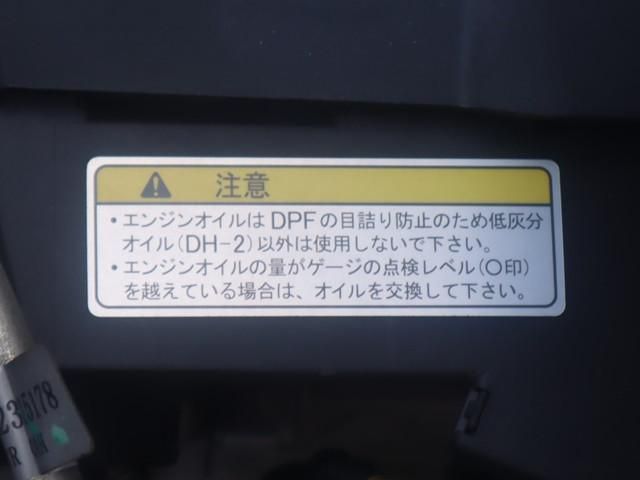 注意
・エンジンオイルはDPFの目詰り防止のため低灰分
オイル(DH-2)以外は使用しないで下さい。
・エンジンオイルの量がゲージの点検レベル(○印)
を越えている場合は、オイルを交換して下さい。
235178